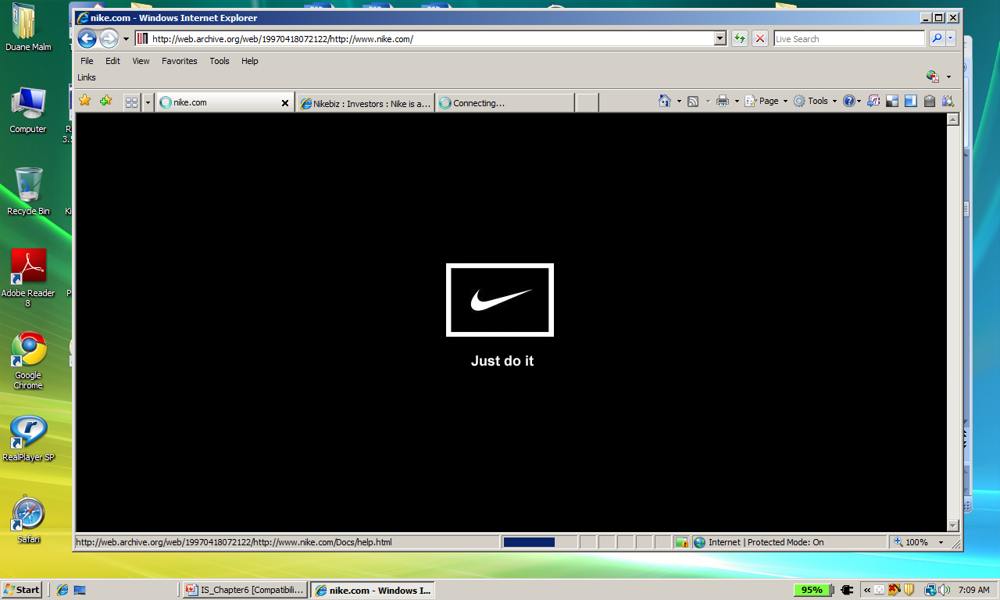 nike.com - Windows Internet Explorer
http://web.archive.org/web/19970418072122/http://www.nike.com/
Live Search
File Edit View Favorites Tools Help
Links
nike.com
Nikebiz : Investors : Nike is a...
Connecting...
Page
Tools
Just do it
http://web.archive.org/web/19970418072122/http://www.nike.com/Docs/help.html
Internet | Protected Mode: On
100%
Duane Malm
Computer
Recycle Bin
Adobe Reader
8
Google
Chrome
RealPlayer SP
Safari
Start
IS_Chapter6 [Compatibili...
nike.com - Windows I...
95%
7:09 AM